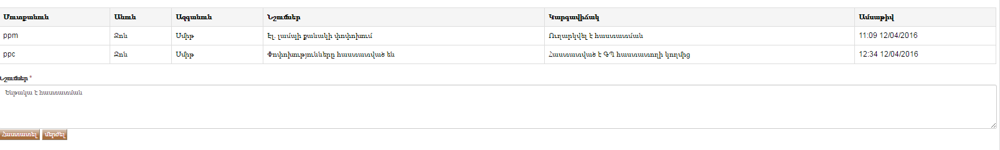 Մուտքանուն Անուն Ազգանուն Նշումներ Կարգավիճակ Ամսաթիվ
ppm Ջոն Սմիթ Էլ. լամպի քանակի փոփոխում Ուղարկվել է հաստատման 11:09 12/04/2016
ppc Ջոն Սմիթ Փոփոխությունները հաստատված են Հաստատված է ԳՊ հաստատողի կողմից 12:34 12/04/2016
Նշումներ *
Ենթակա է հաստատման
Հաստատել մերժել